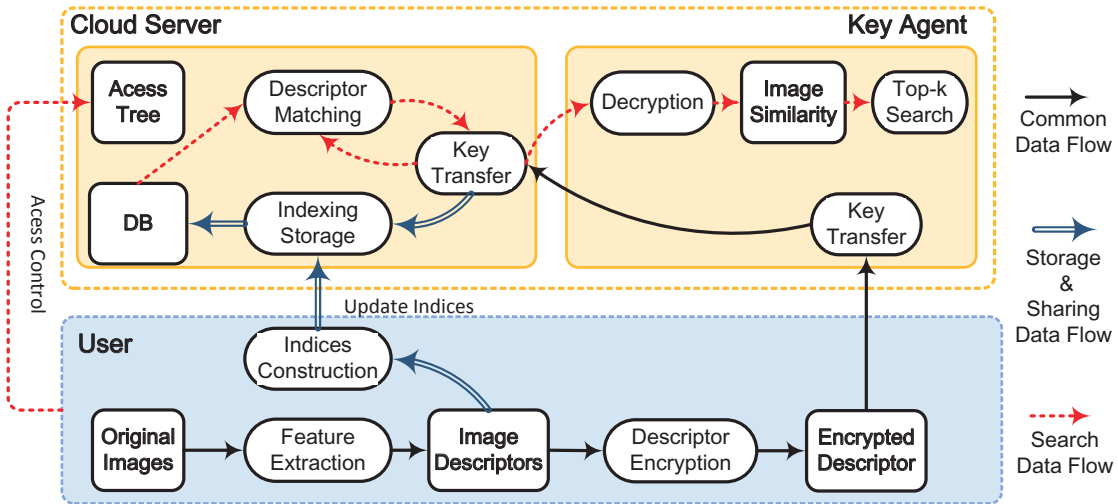 Cloud Server
Key Agent
Acess
Tree
Descriptor
Matching
Key
Transfer
DB
Indexing
Storage
Decryption
Image
Similarity
Top-k
Search
Key
Transfer
Acess Control
Update Indices
User
Indices
Construction
Original
Images
Feature
Extraction
Image
Descriptors
Descriptor
Encryption
Encrypted
Descriptor
Common
Data Flow
Storage
&
Sharing
Data Flow
Search
Data Flow